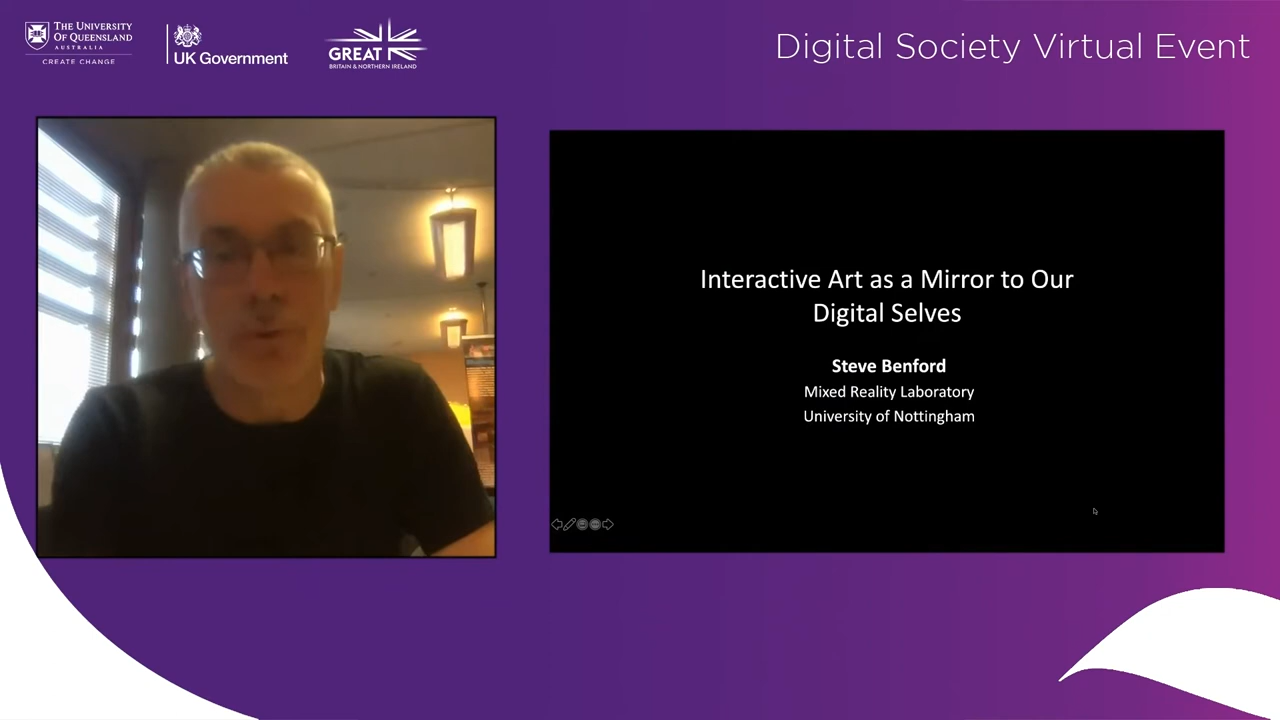 THE UNIVERSITY
OF QUEENSLAND
AUSTRALIA
CREATE CHANGE
UK Government
GREAT
BRITAIN & NORTHERN IRELAND
Digital Society Virtual Event
Interactive Art as a Mirror to Our
Digital Selves
Steve Benford
Mixed Reality Laboratory
University of Nottingham